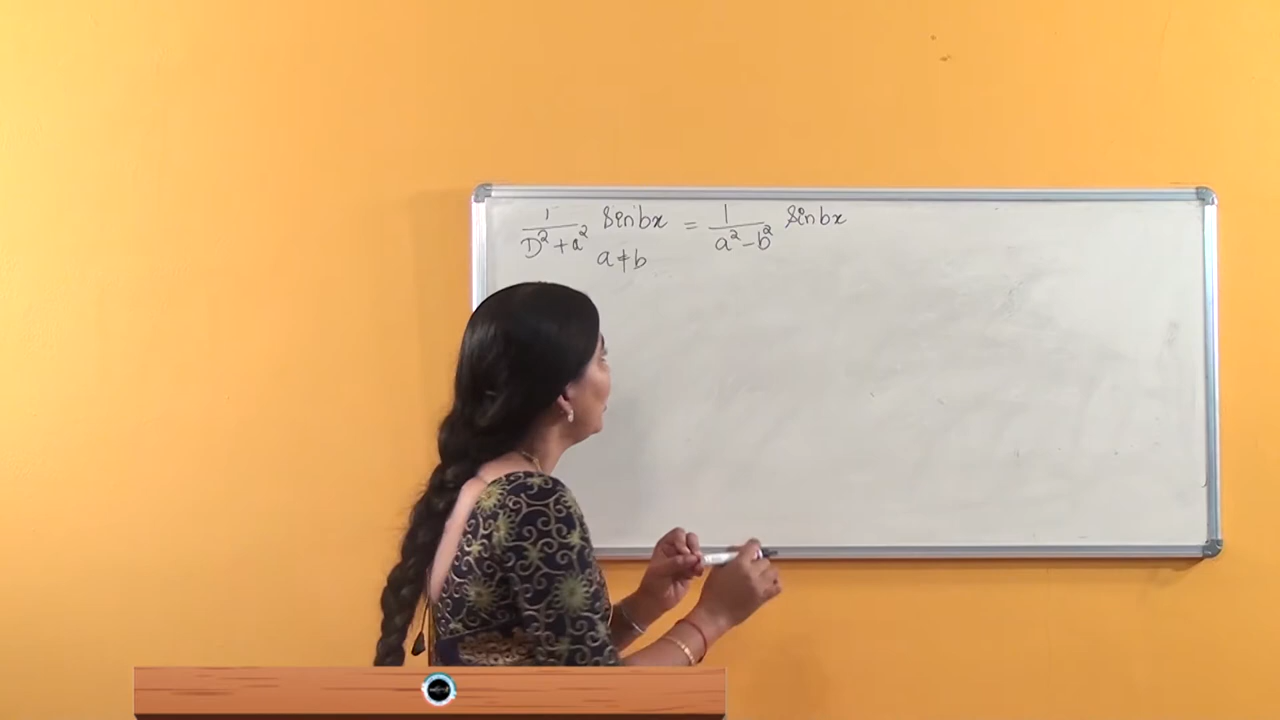 1/(D²+a²) Sin bx = 1/(a²-b²) Sin bx
a≠b